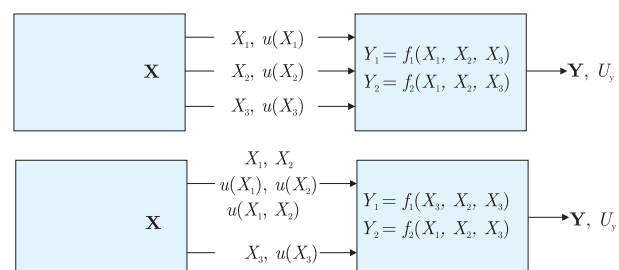 X₁, u(X₁)
X
X₂, u(X₂)
X₃, u(X₃)
Y₁ = f₁(X₁, X₂, X₃)
Y₂ = f₂(X₁, X₂, X₃)
Y, Uᵧ
X₁, X₂
u(X₁), u(X₂)
u(X₁, X₂)
X
X₃, u(X₃)
Y₁ = f₁(X₃, X₂, X₃)
Y₂ = f₂(X₁, X₂, X₃)
Y, Uᵧ